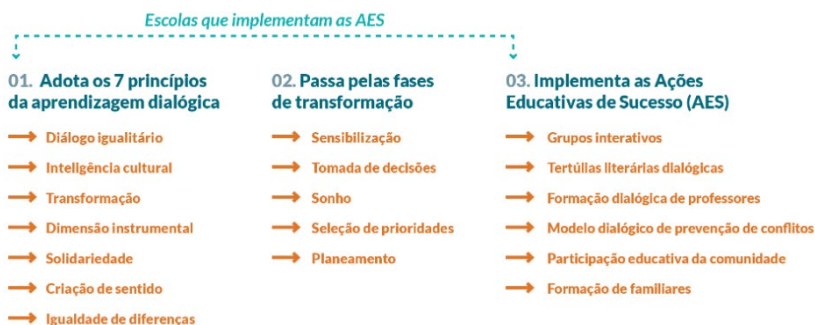 Escolas que implementam as AES
01. Adota os 7 princípios
da aprendizagem dialógica
Diálogo igualitário
Inteligência cultural
Transformação
Dimensão instrumental
Solidariedade
Criação de sentido
Igualdade de diferenças
02. Passa pelas fases
de transformação
Sensibilização
Tomada de decisões
Sonho
Seleção de prioridades
Planeamento
03. Implementa as Ações
Educativas de Sucesso (AES)
Grupos interativos
Tertúlias literárias dialógicas
Formação dialógica de professores
Modelo dialógico de prevenção de conflitos
Participação educativa da comunidade
Formação de familiares